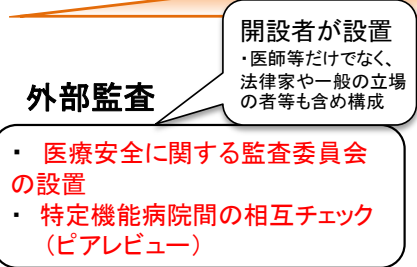 開設者が設置
・医師等だけでなく、
法律家や一般の立場
の者等も含め構成
外部監査
・ 医療安全に関する監査委員会
の設置
・ 特定機能病院間の相互チェック
（ピアレビュー）